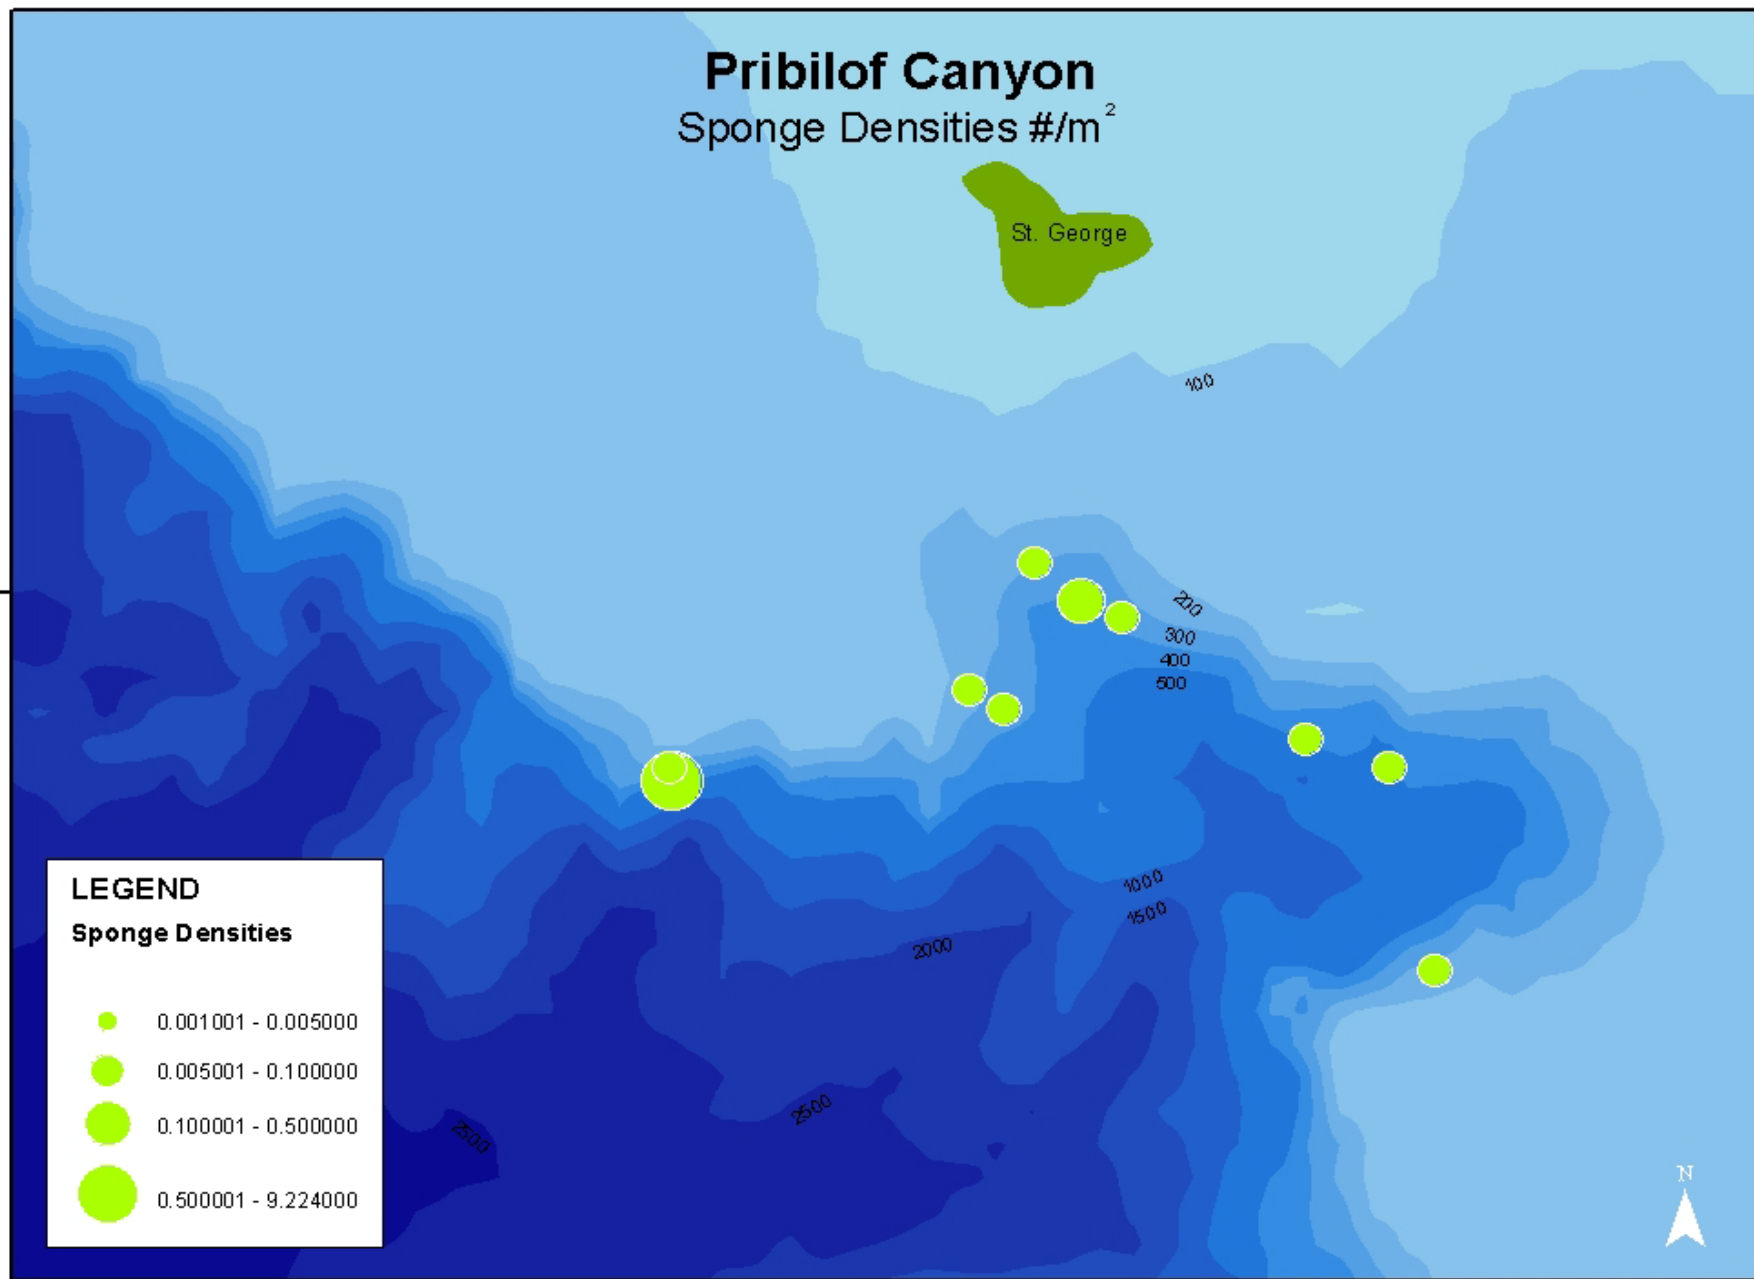 Pribilof Canyon
Sponge Densities #/m²
St. George
100
200
300
400
500
1000
1500
2000
2500
2500
LEGEND
Sponge Densities
0.001001 - 0.005000
0.005001 - 0.100000
0.100001 - 0.500000
0.500001 - 9.224000
N